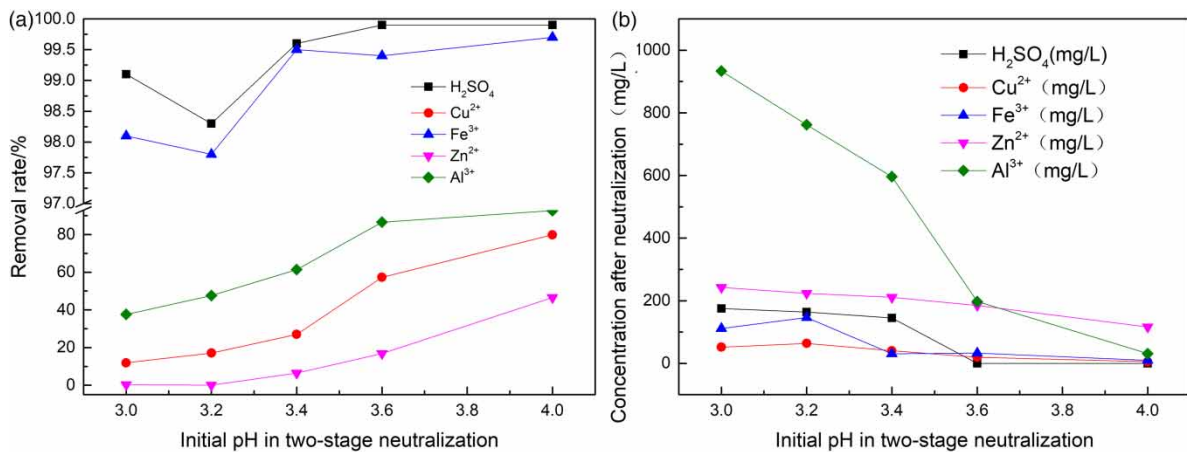 (a)
100.0
99.5
99.0
98.5
98.0
97.5
97.0
80
60
40
20
0
Removal rate/%
H₂SO₄
Cu²⁺
Fe³⁺
Zn²⁺
Al³⁺
3.0 3.2 3.4 3.6 3.8 4.0
Initial pH in two-stage neutralization
(b)
1000
800
600
400
200
0
Concentration after neutralization（mg/L）
H₂SO₄(mg/L)
Cu²⁺（mg/L）
Fe³⁺（mg/L）
Zn²⁺（mg/L）
Al³⁺（mg/L）
3.0 3.2 3.4 3.6 3.8 4.0
Initial pH in two-stage neutralization